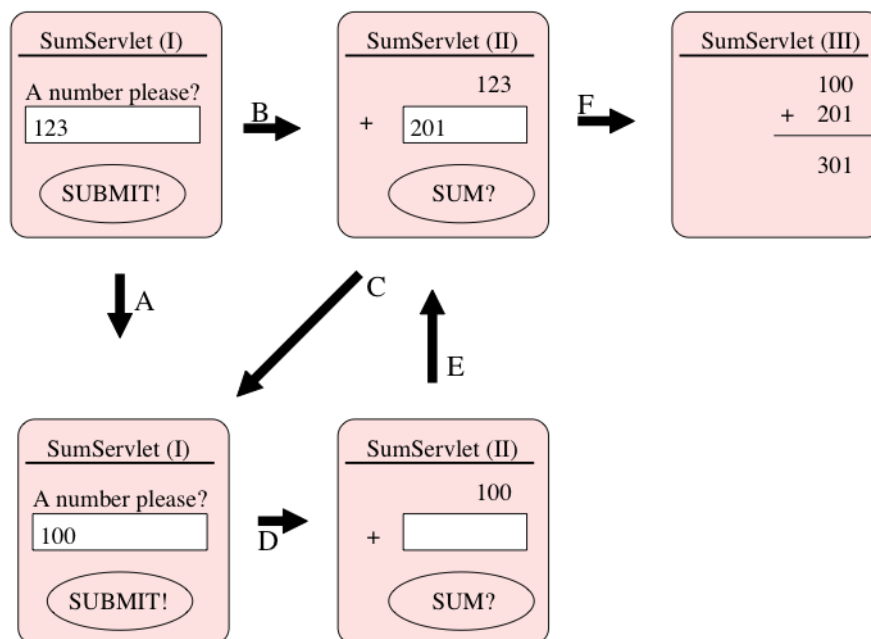 SumServlet (I)
A number please?
123
SUBMIT!
B
SumServlet (II)
123
+ 201
SUM?
F
SumServlet (III)
100
+ 201
301
A
C
E
SumServlet (I)
A number please?
100
SUBMIT!
D
SumServlet (II)
100
+
SUM?